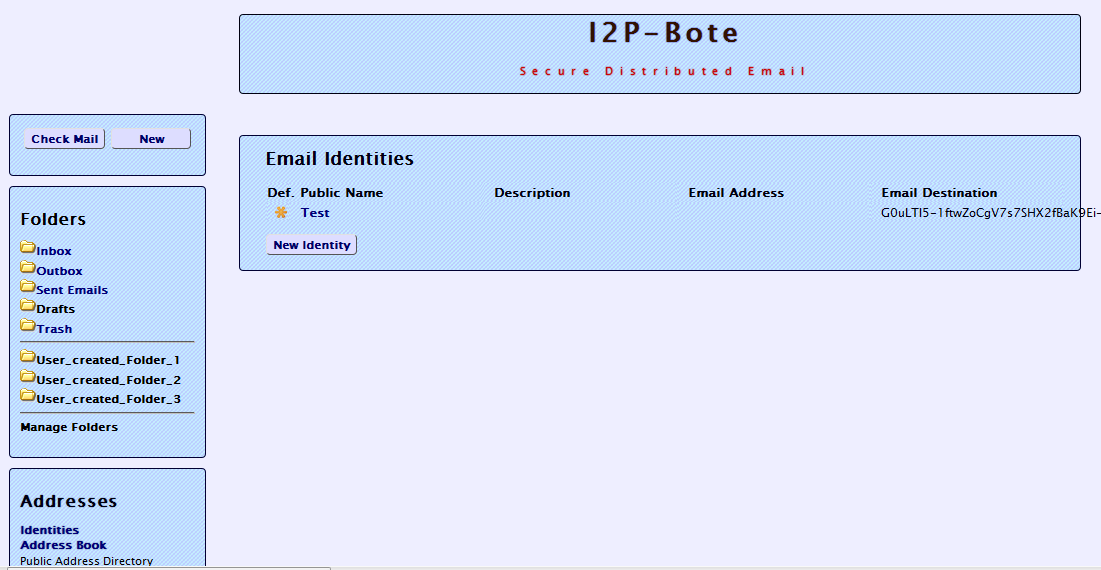 I2P-Bote
Secure Distributed Email
Check Mail New
Folders
Inbox
Outbox
Sent Emails
Drafts
Trash
User_created_Folder_1
User_created_Folder_2
User_created_Folder_3
Manage Folders
Addresses
Identities
Address Book
Public Address Directory
Email Identities
Def. Public Name Description Email Address Email Destination
Test G0uLTI5-1ftwZoCgV7s7SHX2fBaK9Ei-
New Identity